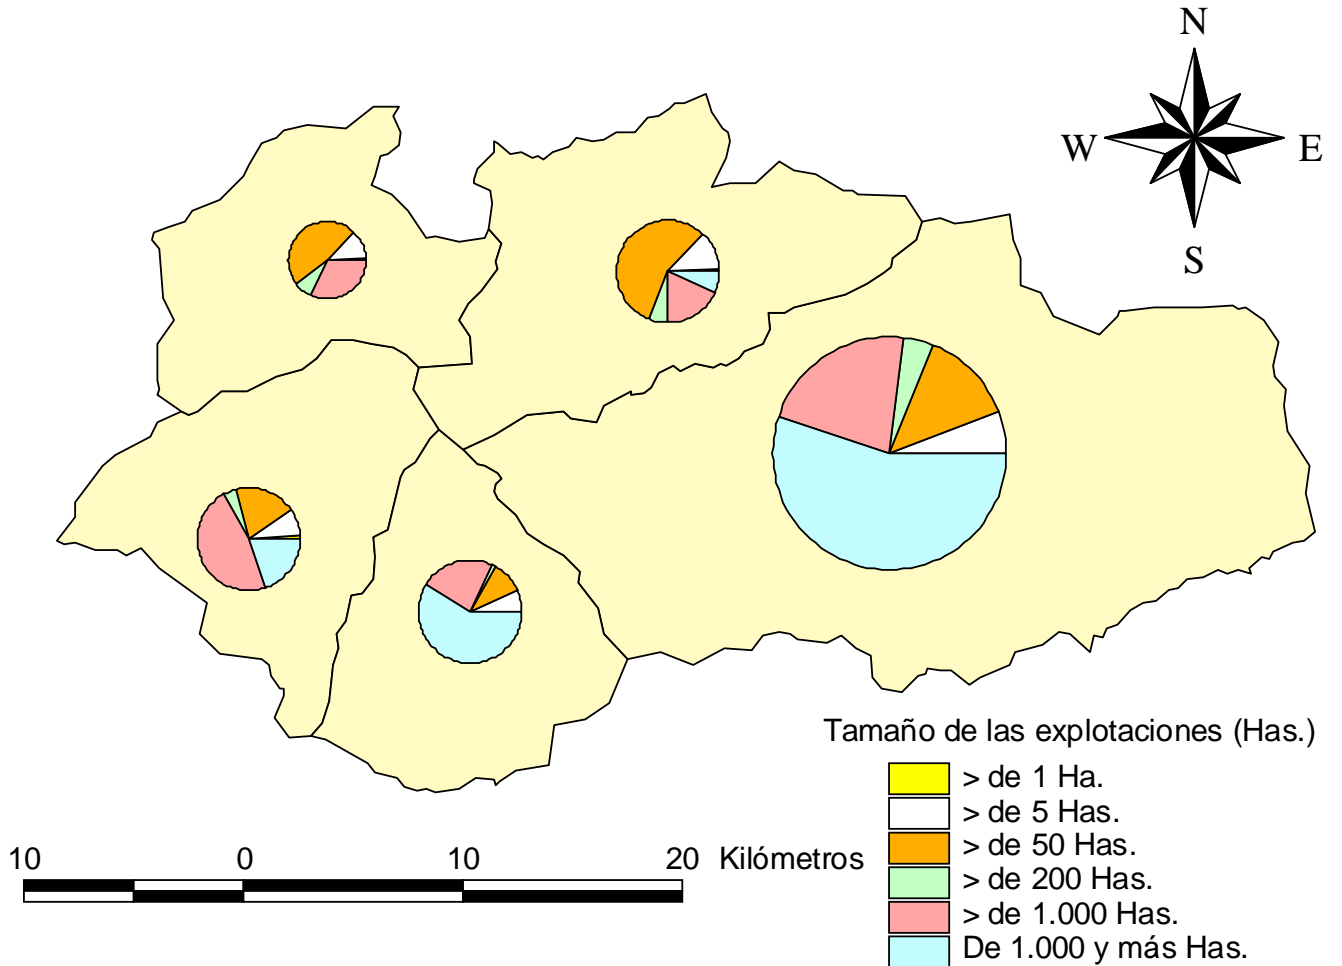 N
W E
S
Tamaño de las explotaciones (Has.)
> de 1 Ha.
> de 5 Has.
> de 50 Has.
> de 200 Has.
> de 1.000 Has.
De 1.000 y más Has.
10 0 10 20 Kilómetros